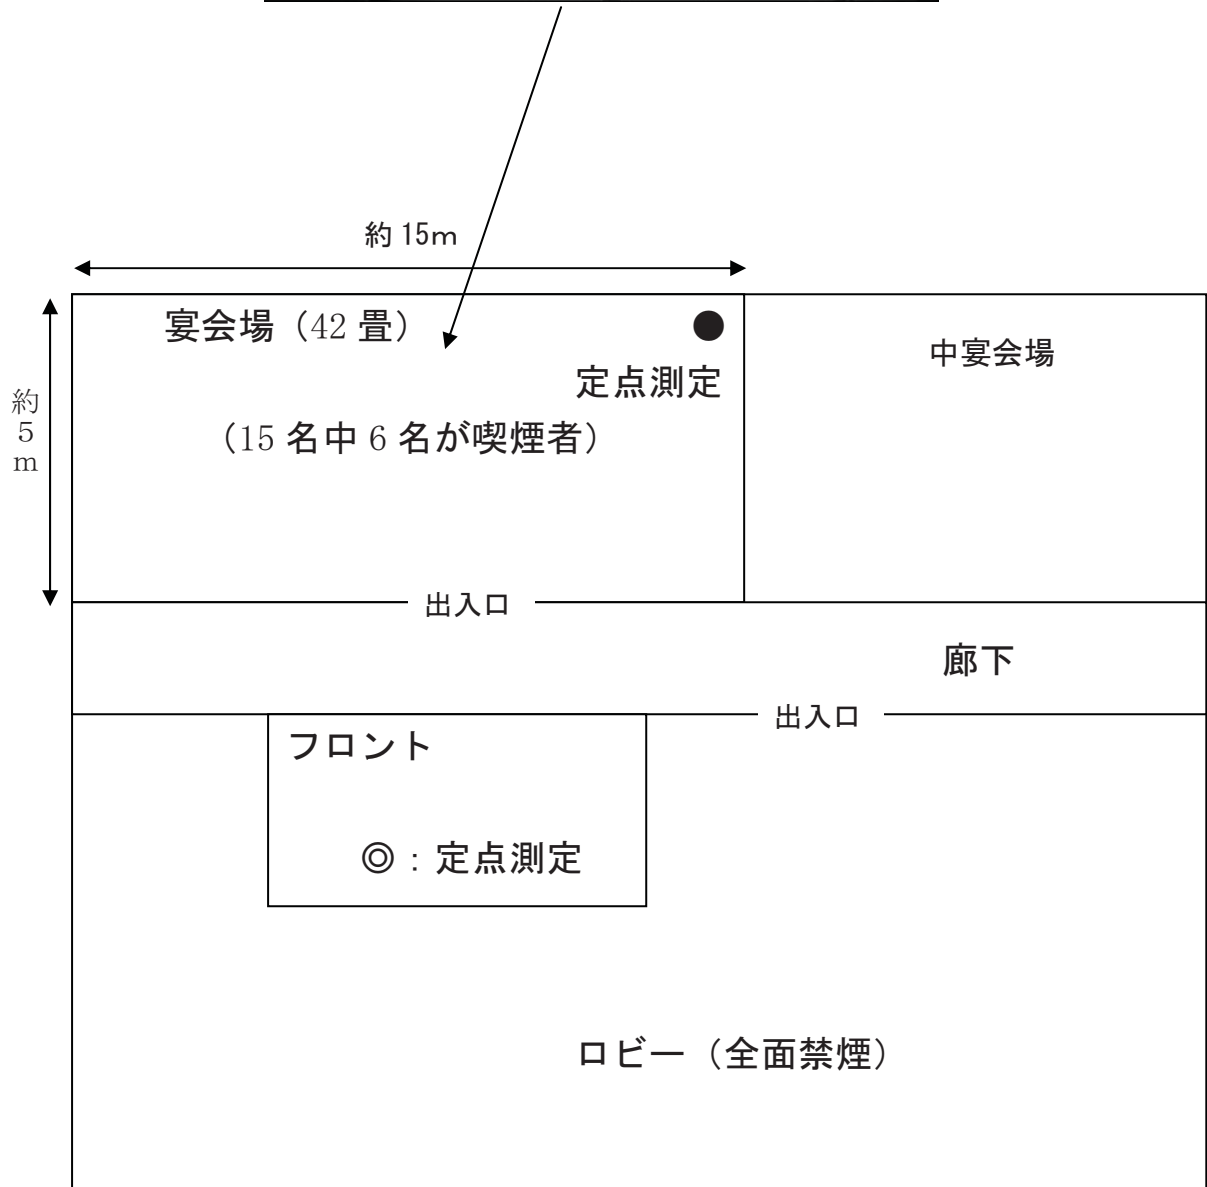 約 15m
宴会場（42 畳）
中宴会場
定点測定
約5m
（15 名中 6 名が喫煙者）
出入口
廊下
出入口
フロント
◎：定点測定
ロビー（全面禁煙）